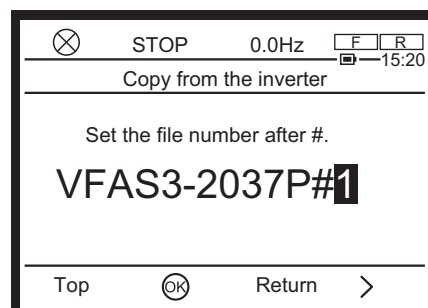 STOP 0.0Hz F R
15:20
Copy from the inverter
Set the file number after #.
VFAS3-2037P#1
Top OK Return >